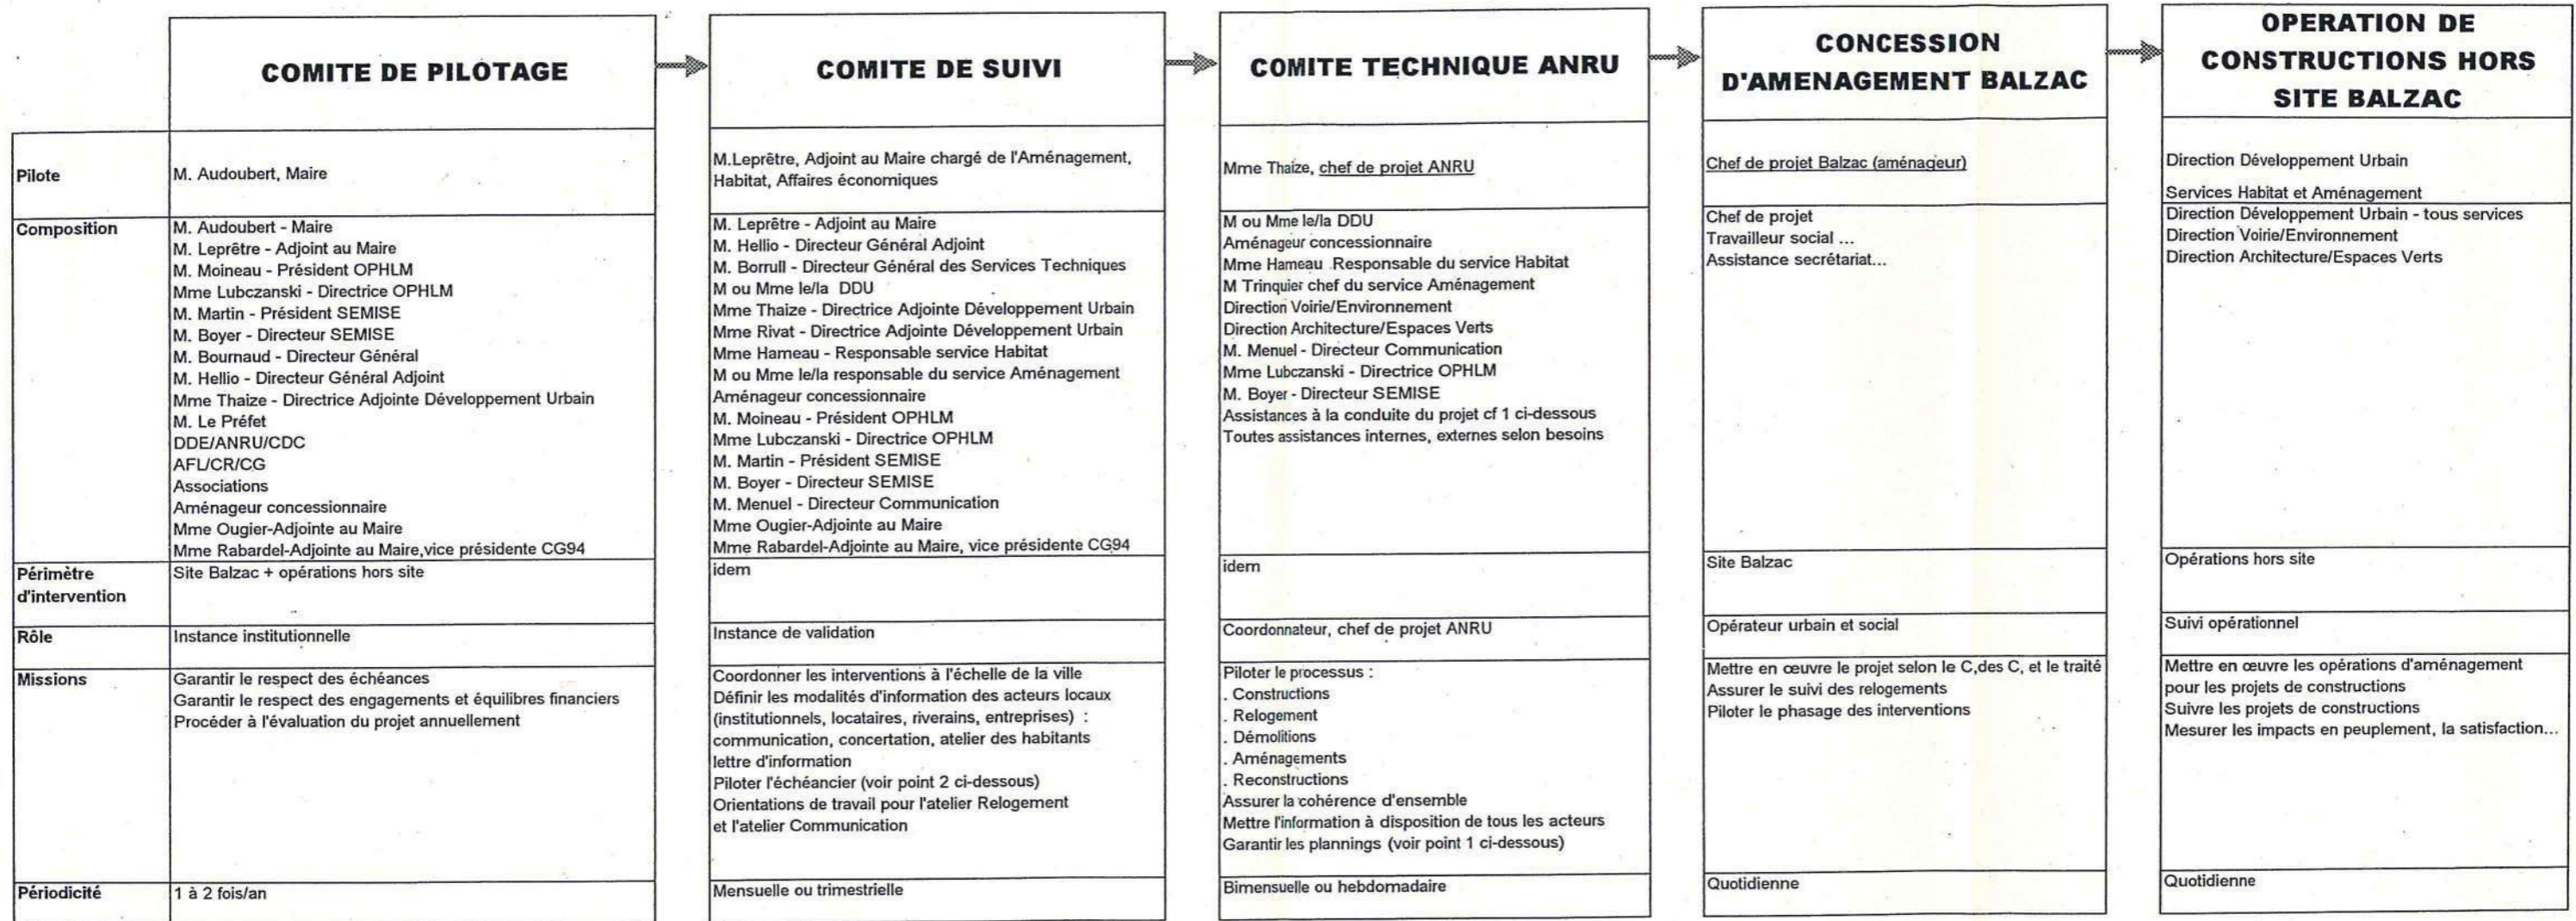 COMITE DE PILOTAGE
COMITE DE SUIVI
COMITE TECHNIQUE ANRU
CONCESSION
D'AMENAGEMENT BALZAC
OPERATION DE
CONSTRUCTIONS HORS
SITE BALZAC
Pilote
M. Audoubert, Maire
M.Leprêtre, Adjoint au Maire chargé de l'Aménagement,
Habitat, Affaires économiques
Mme Thaize, chef de projet ANRU
Chef de projet Balzac (aménageur)
Direction Développement Urbain
Services Habitat et Aménagement
Composition
M. Audoubert - Maire
M. Leprêtre - Adjoint au Maire
M. Moineau - Président OPHLM
Mme Lubczanski - Directrice OPHLM
M. Martin - Président SEMISE
M. Boyer - Directeur SEMISE
M. Bournaud - Directeur Général
M. Hellio - Directeur Général Adjoint
Mme Thaize - Directrice Adjointe Développement Urbain
M. Le Préfet
DDE/ANRU/CDC
AFL/CR/CG
Associations
Aménageur concessionnaire
Mme Ougier-Adjointe au Maire
Mme Rabardel-Adjointe au Maire,vice présidente CG94
M. Leprêtre - Adjoint au Maire
M. Hellio - Directeur Général Adjoint
M. Borrull - Directeur Général des Services Techniques
M ou Mme le/la DDU
Mme Thaize - Directrice Adjointe Développement Urbain
Mme Rivat - Directrice Adjointe Développement Urbain
Mme Hameau - Responsable service Habitat
M ou Mme le/la responsable du service Aménagement
Aménageur concessionnaire
M. Moineau - Président OPHLM
Mme Lubczanski - Directrice OPHLM
M. Martin - Président SEMISE
M. Boyer - Directeur SEMISE
M. Menuel - Directeur Communication
Mme Ougier-Adjointe au Maire
Mme Rabardel-Adjointe au Maire, vice présidente CG94
M ou Mme le/la DDU
Aménageur concessionnaire
Mme Hameau Responsable du service Habitat
M Trinquier chef du service Aménagement
Direction Voirie/Environnement
Direction Architecture/Espaces Verts
M. Menuel - Directeur Communication
Mme Lubczanski - Directrice OPHLM
M. Boyer - Directeur SEMISE
Assistances à la conduite du projet cf 1 ci-dessous
Toutes assistances internes, externes selon besoins
Chef de projet
Travailleur social ...
Assistance secrétariat...
Direction Développement Urbain - tous services
Direction Voirie/Environnement
Direction Architecture/Espaces Verts
Périmètre
d'intervention
Site Balzac + opérations hors site
idem
idem
Site Balzac
Opérations hors site
Rôle
Instance institutionnelle
Instance de validation
Coordonnateur, chef de projet ANRU
Opérateur urbain et social
Suivi opérationnel
Missions
Garantir le respect des échéances
Garantir le respect des engagements et équilibres financiers
Procéder à l'évaluation du projet annuellement
Coordonner les interventions à l'échelle de la ville
Définir les modalités d'information des acteurs locaux
(institutionnels, locataires, riverains, entreprises) :
communication, concertation, atelier des habitants
lettre d'information
Piloter l'échéancier (voir point 2 ci-dessous)
Orientations de travail pour l'atelier Relogement
et l'atelier Communication
Piloter le processus :
. Constructions
. Relogement
. Démolitions
. Aménagements
. Reconstructions
Assurer la cohérence d'ensemble
Mettre l'information à disposition de tous les acteurs
Garantir les plannings (voir point 1 ci-dessous)
Mettre en œuvre le projet selon le C,des C, et le traité
Assurer le suivi des relogements
Piloter le phasage des interventions
Mettre en œuvre les opérations d'aménagement
pour les projets de constructions
Suivre les projets de constructions
Mesurer les impacts en peuplement, la satisfaction...
Périodicité
1 à 2 fois/an
Mensuelle ou trimestrielle
Bimensuelle ou hebdomadaire
Quotidienne
Quotidienne